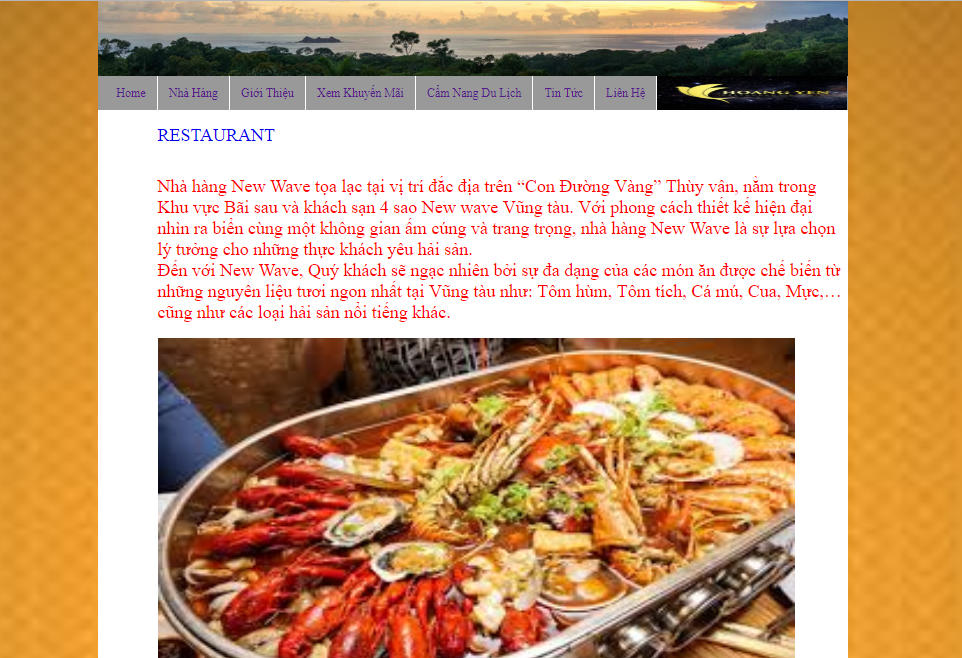 Home Nhà Hàng Giới Thiệu Xem Khuyến Mãi Cẩm Nang Du Lịch Tin Tức Liên Hệ HOANG YEN
RESTAURANT
Nhà hàng New Wave tọa lạc tại vị trí đắc địa trên “Con Đường Vàng” Thùy vân, nằm trong
Khu vực Bãi sau và khách sạn 4 sao New wave Vũng tàu. Với phong cách thiết kế hiện đại
nhìn ra biển cùng một không gian ấm cúng và trang trọng, nhà hàng New Wave là sự lựa chọn
lý tưởng cho những thực khách yêu hải sản.
Đến với New Wave, Quý khách sẽ ngạc nhiên bởi sự đa dạng của các món ăn được chế biến từ
những nguyên liệu tươi ngon nhất tại Vũng tàu như: Tôm hùm, Tôm tích, Cá mú, Cua, Mực,…
cũng như các loại hải sản nổi tiếng khác.